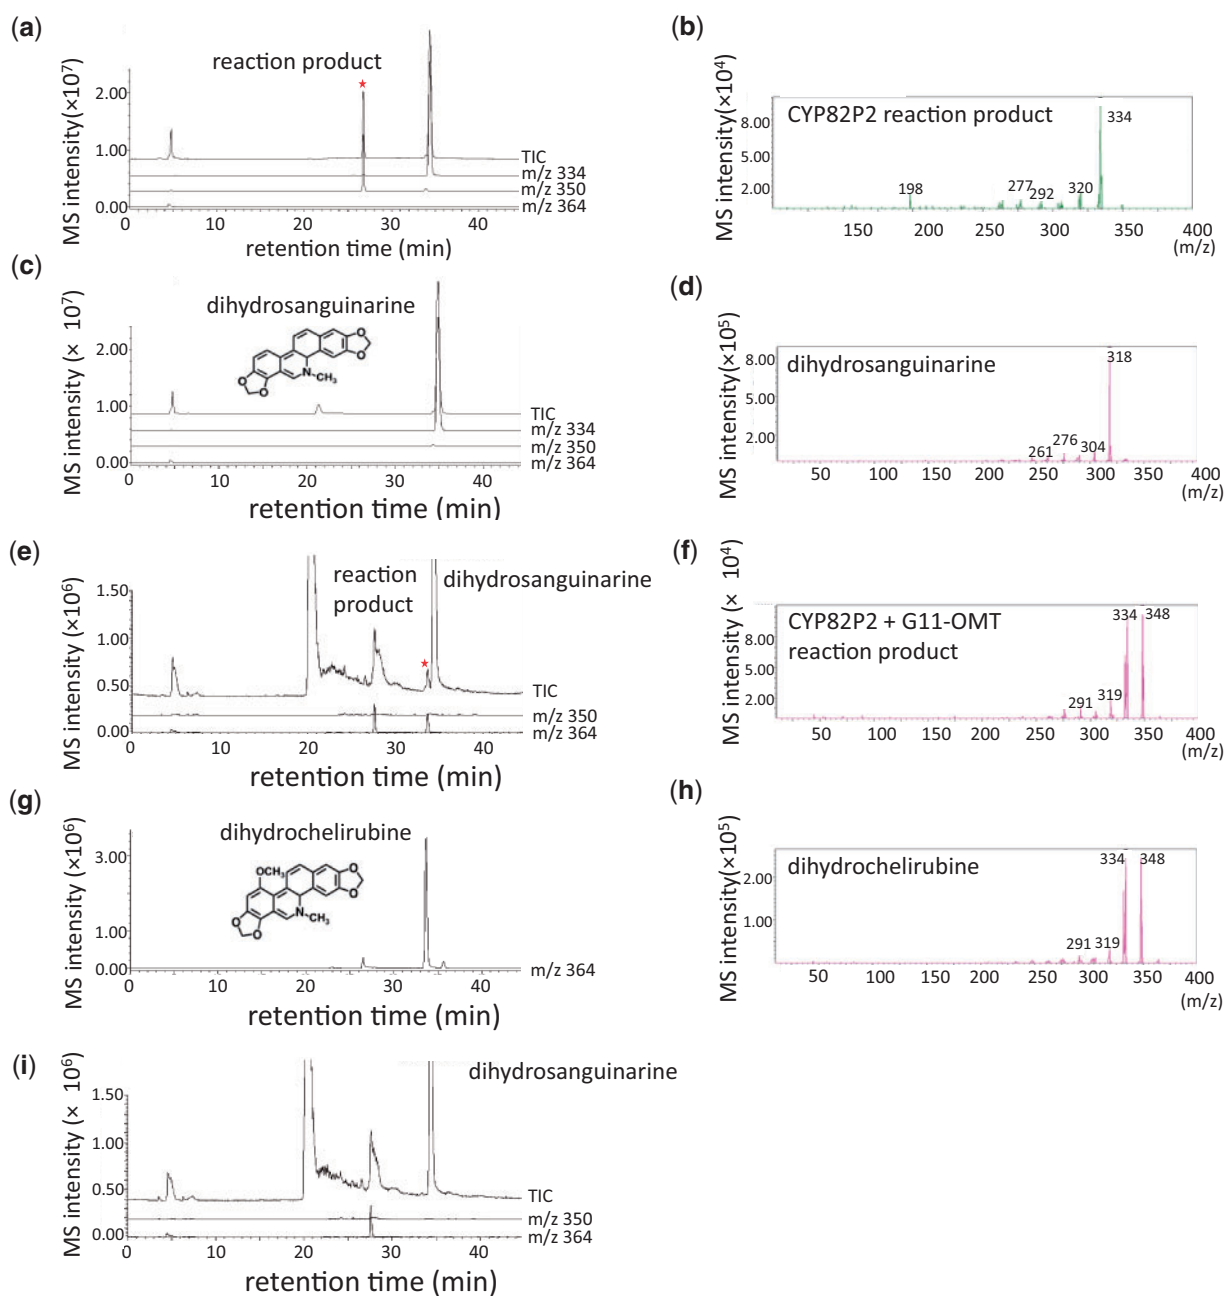 (a)
MS intensity(×10⁷)
2.00
1.00
0.00
reaction product
TIC
m/z 334
m/z 350
m/z 364
0 10 20 30 40
retention time (min)
(b)
MS intensity(×10⁴)
8.00
5.00
2.00
CYP82P2 reaction product
334
198
277
292
320
150 200 250 300 350 400
(m/z)
(c)
MS intensity (× 10⁷)
2.00
1.00
0.00
dihydrosanguinarine
O
O
N
CH₃
O
O
TIC
m/z 334
m/z 350
m/z 364
0 10 20 30 40
retention time (min)
(d)
MS intensity(×10⁵)
8.00
5.00
2.00
dihydrosanguinarine
318
261
276
304
50 100 150 200 250 300 350 400
(m/z)
(e)
MS intensity (×10⁶)
1.50
1.00
0.50
0.00
reaction
product
dihydrosanguinarine
TIC
m/z 350
m/z 364
0 10 20 30 40
retention time (min)
(f)
MS intensity (× 10⁴)
8.00
5.00
2.00
CYP82P2 + G11-OMT
reaction product
334 348
291
319
50 100 150 200 250 300 350 400
(m/z)
(g)
MS intensity (×10⁶)
3.00
1.00
0.00
dihydrochelirubine
OCH₃
O
O
N
CH₃
O
O
m/z 364
0 10 20 30 40
retention time (min)
(h)
MS intensity (×10⁵)
2.00
1.00
dihydrochelirubine
334 348
291 319
50 100 150 200 250 300 350 400
(m/z)
(i)
MS intensity (× 10⁶)
1.50
1.00
0.50
0.00
dihydrosanguinarine
TIC
m/z 350
m/z 364
0 10 20 30 40
retention time (min)